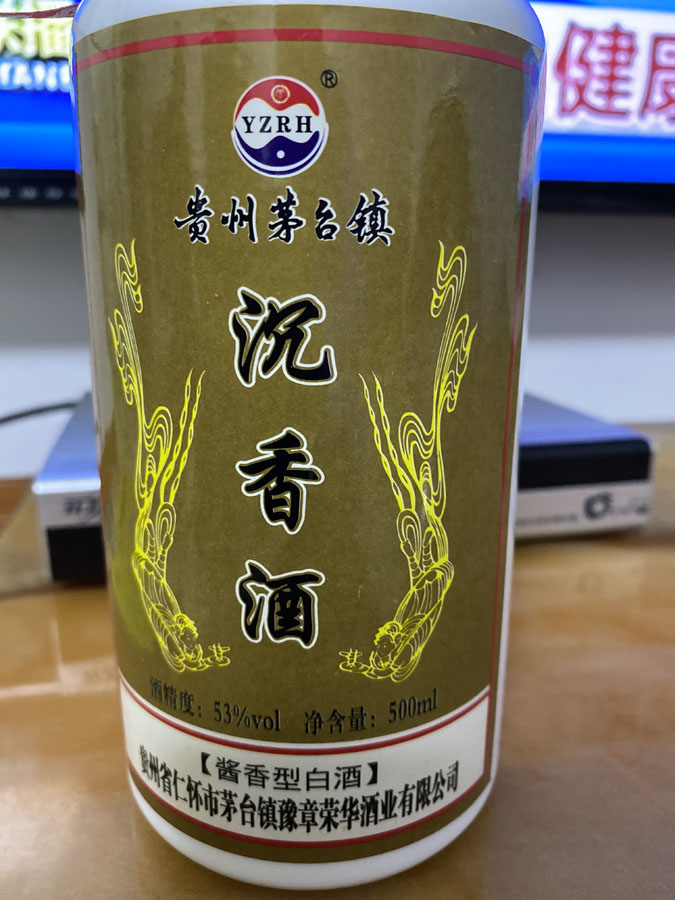 健康
YZRH
®
贵州茅台镇
沉
香
酒
酒精度：53%vol 净含量：500ml
【酱香型白酒】
贵州省仁怀市茅台镇豫章荣华酒业有限公司